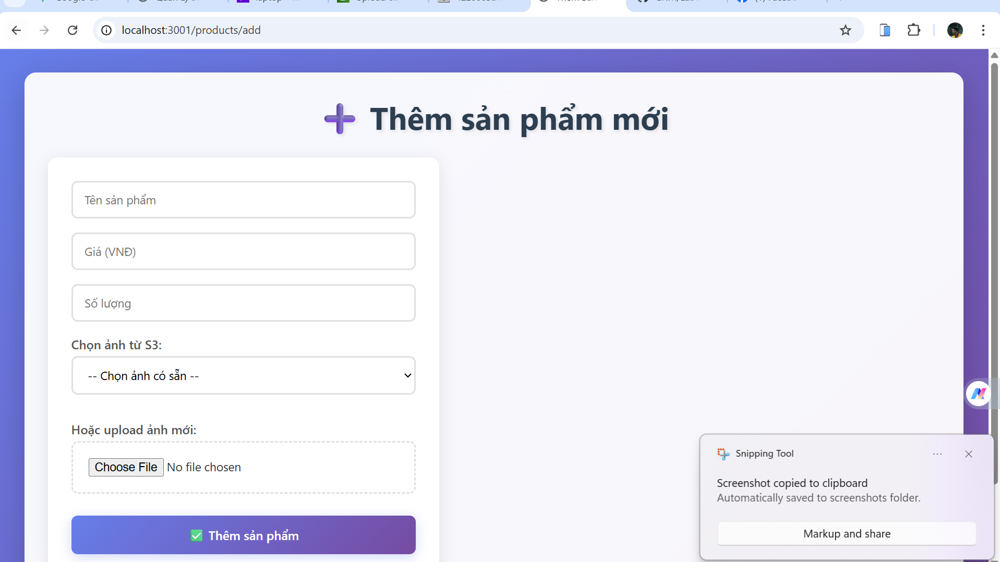 localhost:3001/products/add
Thêm sản phẩm mới
Tên sản phẩm
Giá (VNĐ)
Số lượng
Chọn ảnh từ S3:
-- Chọn ảnh có sẵn --
Hoặc upload ảnh mới:
Choose File No file chosen
Thêm sản phẩm
Snipping Tool
Screenshot copied to clipboard
Automatically saved to screenshots folder.
Markup and share